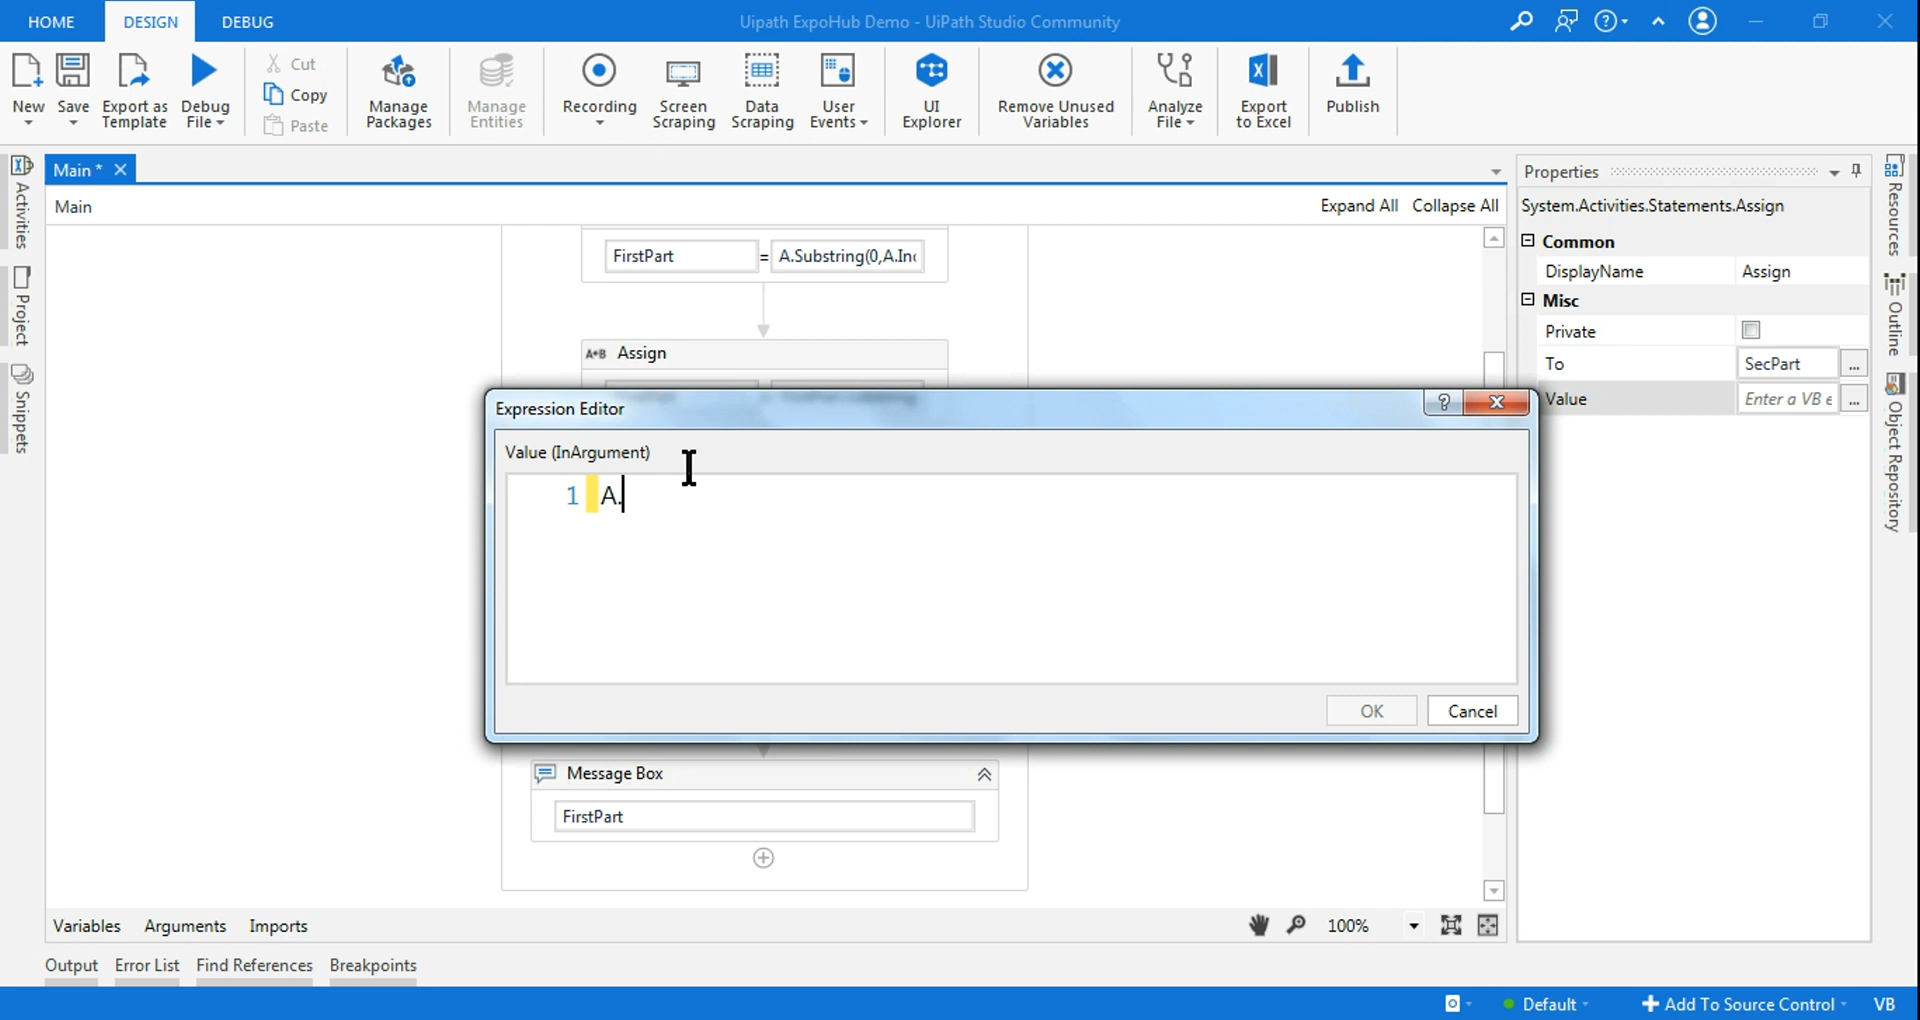 HOME DESIGN DEBUG Uipath ExpoHub Demo - UiPath Studio Community
New Save Export as Template Debug File Cut Copy Paste Manage Packages Manage Entities Recording Screen Scraping Data Scraping User Events UI Explorer Remove Unused Variables Analyze File Export to Excel Publish
Main *
Main Expand All Collapse All
Activities
Project
Snippets
FirstPart = A.Substring(0,A.Ind
A+B Assign
Expression Editor
Value (InArgument)
1 A.
OK Cancel
Message Box
FirstPart
Variables Arguments Imports 100%
Output Error List Find References Breakpoints
Properties
System.Activities.Statements.Assign
Common
DisplayName Assign
Misc
Private
To SecPart ...
Value Enter a VB e ...
Resources
Outline
Object Repository
Default Add To Source Control VB